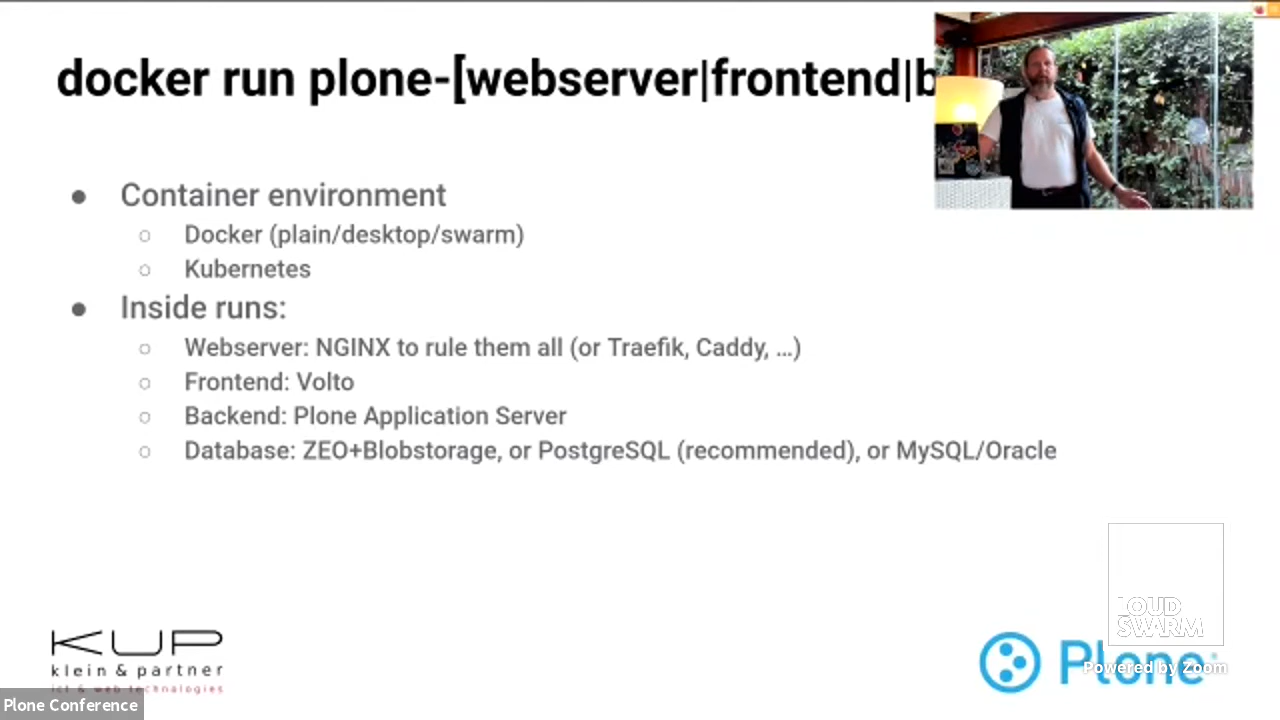 docker run plone-[webserver|frontend|b
Container environment
Docker (plain/desktop/swarm)
Kubernetes
Inside runs:
Webserver: NGINX to rule them all (or Traefik, Caddy, ...)
Frontend: Volto
Backend: Plone Application Server
Database: ZEO+Blobstorage, or PostgreSQL (recommended), or MySQL/Oracle
LOUD
SWARM
KUP
klein & partner
ict & web technologies
Plone
Powered by Zoom
Plone Conference